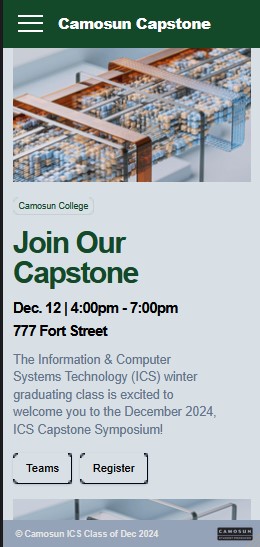 Camosun Capstone
Camosun College
Join Our
Capstone
Dec. 12 | 4:00pm - 7:00pm
777 Fort Street
The Information & Computer
Systems Technology (ICS) winter
graduating class is excited to
welcome you to the December 2024,
ICS Capstone Symposium!
Teams Register
© Camosun ICS Class of Dec 2024 CAMOSUN